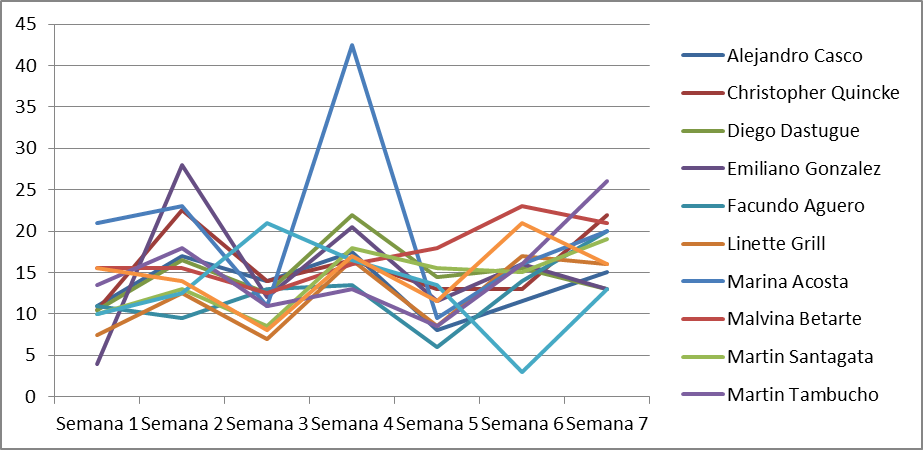 45
40
35
30
25
20
15
10
5
0
Semana 1 Semana 2 Semana 3 Semana 4 Semana 5 Semana 6 Semana 7
Alejandro Casco
Christopher Quincke
Diego Dastugue
Emiliano Gonzalez
Facundo Aguero
Linette Grill
Marina Acosta
Malvina Betarte
Martin Santagata
Martin Tambucho